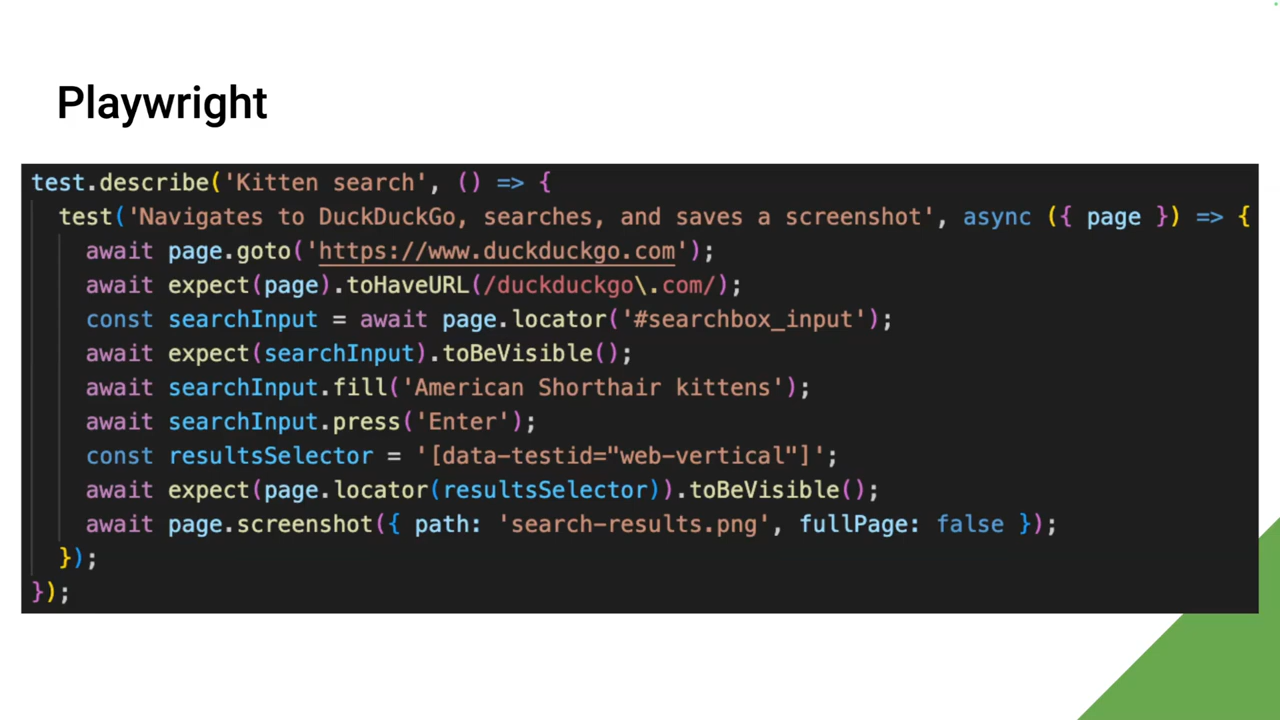 Playwright
test.describe('Kitten search', () => {
test('Navigates to DuckDuckGo, searches, and saves a screenshot', async ({ page }) => {
await page.goto('https://www.duckduckgo.com');
await expect(page).toHaveURL(/duckduckgo\.com/);
const searchInput = await page.locator('#searchbox_input');
await expect(searchInput).toBeVisible();
await searchInput.fill('American Shorthair kittens');
await searchInput.press('Enter');
const resultsSelector = '[data-testid="web-vertical"]';
await expect(page.locator(resultsSelector)).toBeVisible();
await page.screenshot({ path: 'search-results.png', fullPage: false });
});
});